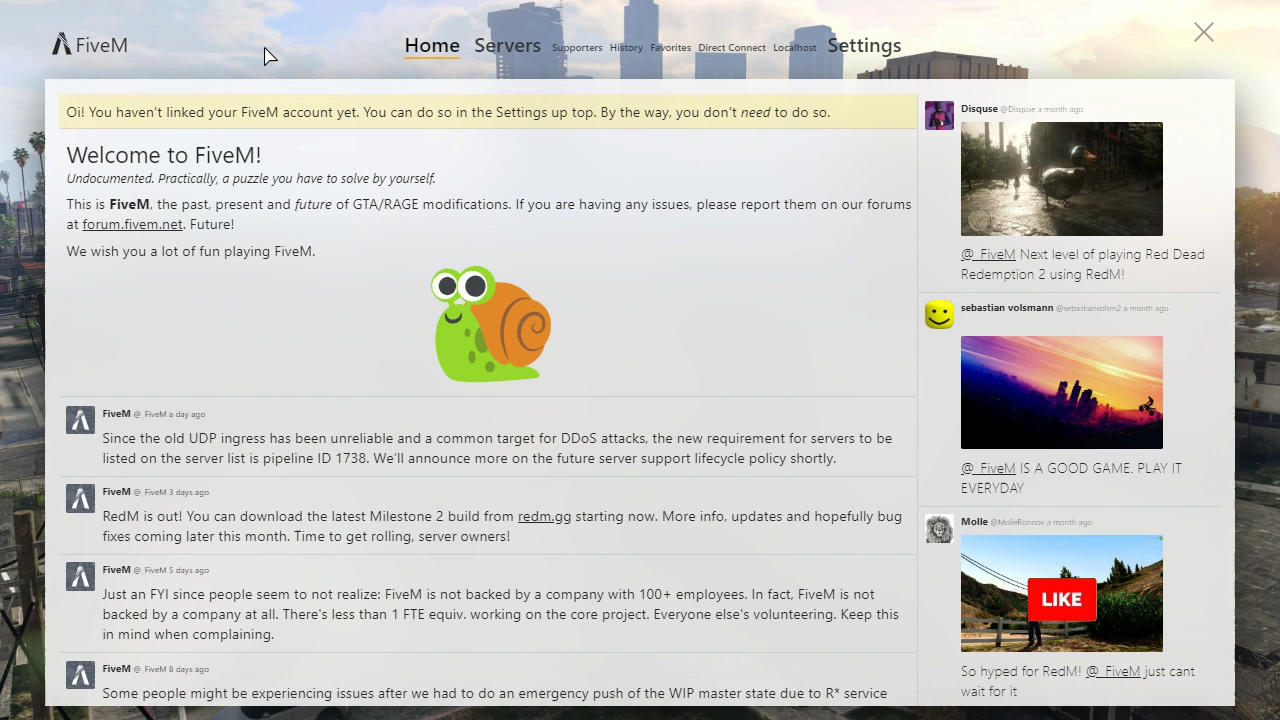 FiveM
Home Servers Supporters History Favorites Direct Connect Localhost Settings
Oi! You haven't linked your FiveM account yet. You can do so in the Settings up top. By the way, you don't need to do so.
Welcome to FiveM!
Undocumented. Practically, a puzzle you have to solve by yourself.
This is FiveM, the past, present and future of GTA/RAGE modifications. If you are having any issues, please report them on our forums
at forum.fivem.net. Future!
We wish you a lot of fun playing FiveM.
FiveM @_FiveM a day ago
Since the old UDP ingress has been unreliable and a common target for DDoS attacks, the new requirement for servers to be
listed on the server list is pipeline ID 1738. We'll announce more on the future server support lifecycle policy shortly.
FiveM @_FiveM 3 days ago
RedM is out! You can download the latest Milestone 2 build from redm.gg starting now. More info, updates and hopefully bug
fixes coming later this month. Time to get rolling, server owners!
FiveM @_FiveM 5 days ago
Just an FYI since people seem to not realize: FiveM is not backed by a company with 100+ employees. In fact, FiveM is not
backed by a company at all. There's less than 1 FTE equiv. working on the core project. Everyone else's volunteering. Keep this
in mind when complaining.
FiveM @_FiveM 8 days ago
Some people might be experiencing issues after we had to do an emergency push of the WIP master state due to R* service
Disquse @Disquse a month ago
@_FiveM Next level of playing Red Dead
Redemption 2 using RedM!
sebastian volsmann @sebastianvolsm2 a month ago
@_FiveM IS A GOOD GAME. PLAY IT
EVERYDAY
Molle @MolleRonnov a month ago
LIKE
So hyped for RedM! @_FiveM just cant
wait for it